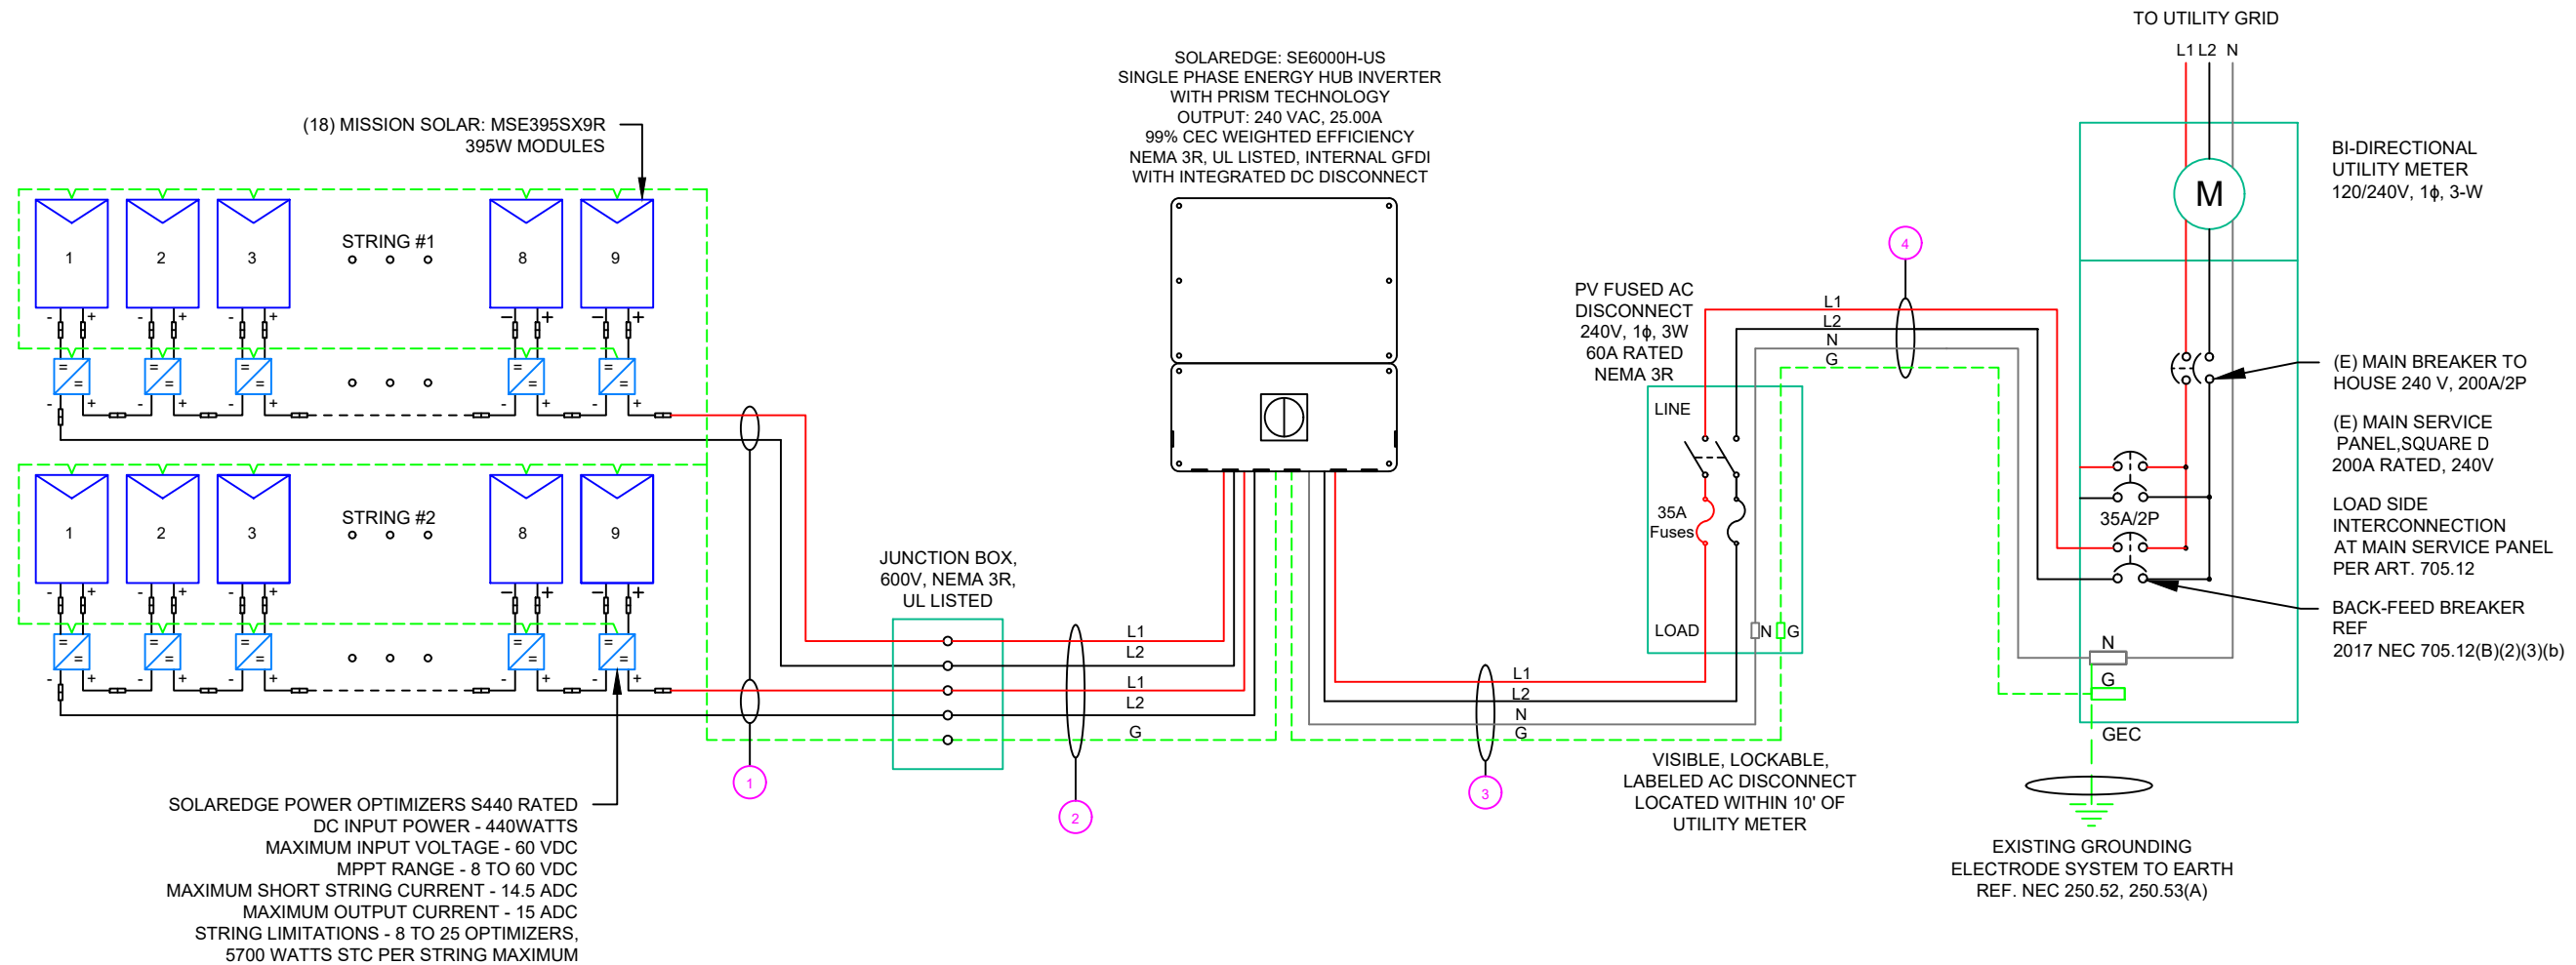 TO UTILITY GRID
L1 L2 N
SOLAREDGE: SE6000H-US
SINGLE PHASE ENERGY HUB INVERTER
WITH PRISM TECHNOLOGY
OUTPUT: 240 VAC, 25.00A
99% CEC WEIGHTED EFFICIENCY
NEMA 3R, UL LISTED, INTERNAL GFDI
WITH INTEGRATED DC DISCONNECT
(18) MISSION SOLAR: MSE395SX9R
395W MODULES
BI-DIRECTIONAL
UTILITY METER
120/240V, 1ϕ, 3-W
M
STRING #1
1 2 3 8 9
- + - + - + - + - +
= = = = = = = = = =
- + - + - + - + - +
4
PV FUSED AC
DISCONNECT
240V, 1ϕ, 3W
60A RATED
NEMA 3R
L1
L2
N
G
LINE
35A
Fuses
LOAD
N G
(E) MAIN BREAKER TO
HOUSE 240 V, 200A/2P
(E) MAIN SERVICE
PANEL,SQUARE D
200A RATED, 240V
35A/2P
LOAD SIDE
INTERCONNECTION
AT MAIN SERVICE PANEL
PER ART. 705.12
BACK-FEED BREAKER
REF
2017 NEC 705.12(B)(2)(3)(b)
N
G
GEC
STRING #2
1 2 3 8 9
- + - + - + - + - +
= = = = = = = = = =
- + - + - + - + - +
JUNCTION BOX,
600V, NEMA 3R,
UL LISTED
L1
L2
L1
L2
G
L1
L2
N
G
1
2
3
VISIBLE, LOCKABLE,
LABELED AC DISCONNECT
LOCATED WITHIN 10' OF
UTILITY METER
SOLAREDGE POWER OPTIMIZERS S440 RATED
DC INPUT POWER - 440WATTS
MAXIMUM INPUT VOLTAGE - 60 VDC
MPPT RANGE - 8 TO 60 VDC
MAXIMUM SHORT STRING CURRENT - 14.5 ADC
MAXIMUM OUTPUT CURRENT - 15 ADC
STRING LIMITATIONS - 8 TO 25 OPTIMIZERS,
5700 WATTS STC PER STRING MAXIMUM
EXISTING GROUNDING
ELECTRODE SYSTEM TO EARTH
REF. NEC 250.52, 250.53(A)